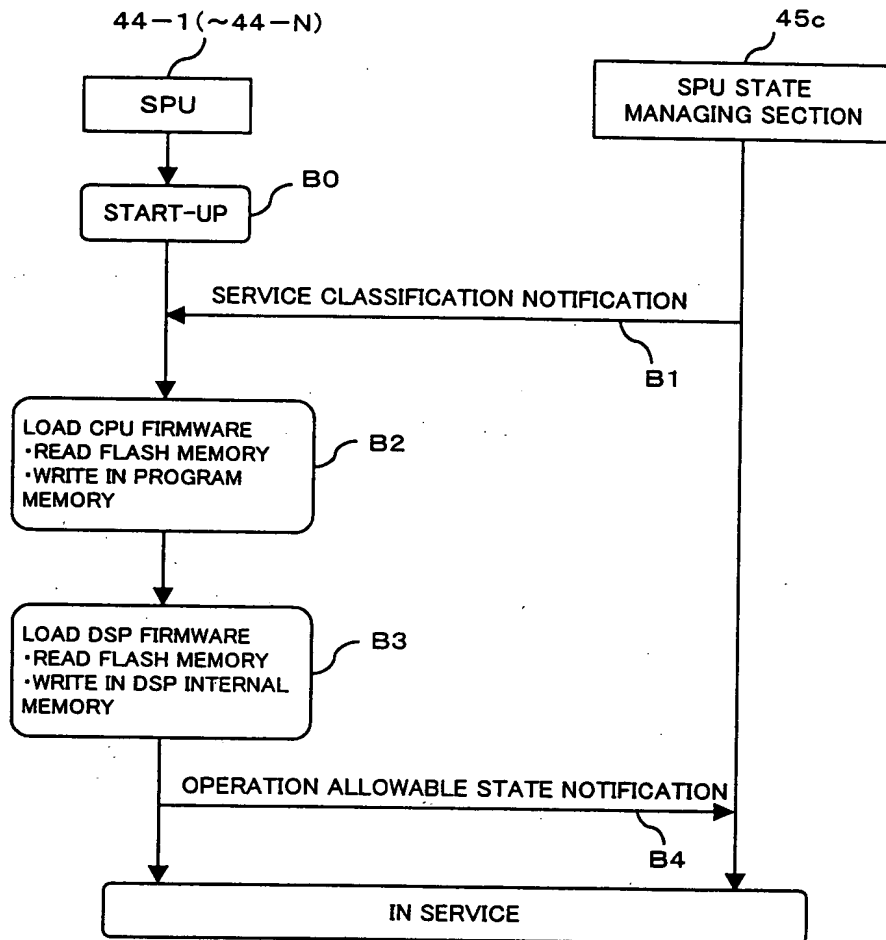 44-1(~44-N)
45c
SPU
SPU STATE
MANAGING SECTION
B0
START-UP
SERVICE CLASSIFICATION NOTIFICATION
B1
LOAD CPU FIRMWARE
•READ FLASH MEMORY
•WRITE IN PROGRAM
MEMORY
B2
LOAD DSP FIRMWARE
•READ FLASH MEMORY
•WRITE IN DSP INTERNAL
MEMORY
B3
OPERATION ALLOWABLE STATE NOTIFICATION
B4
IN SERVICE